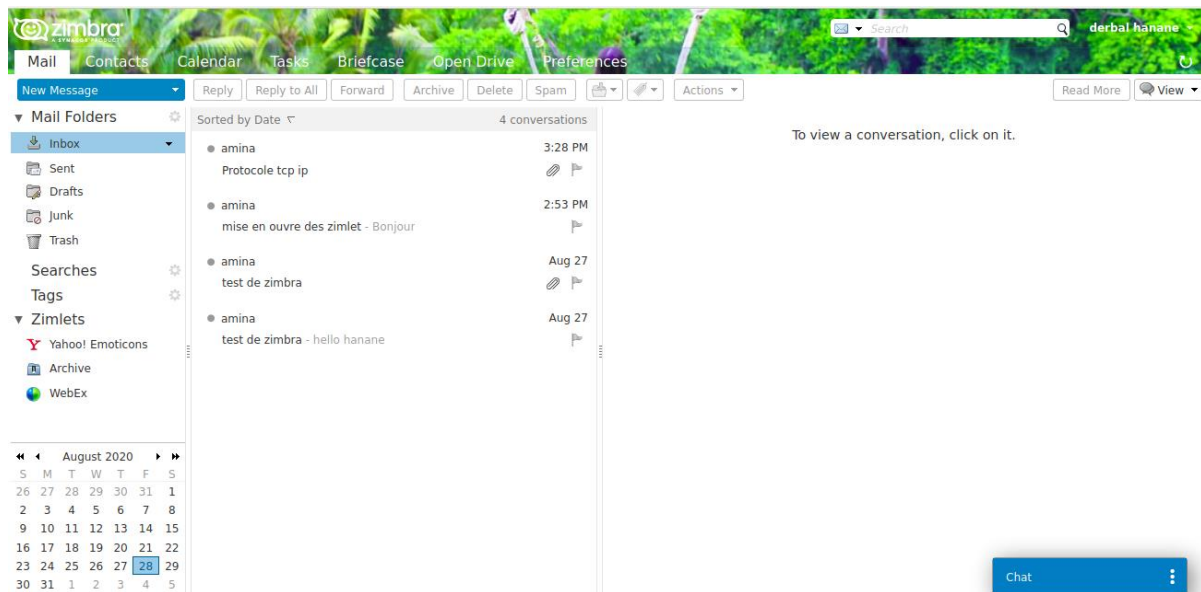 zimbra
A SYNACOR PRODUCT
Search
derbal hanane
Mail Contacts Calendar Tasks Briefcase Open Drive Preferences
New Message Reply Reply to All Forward Archive Delete Spam Actions Read More View
Mail Folders
Inbox
Sent
Drafts
Junk
Trash
Searches
Tags
Zimlets
Yahoo! Emoticons
Archive
WebEx
August 2020
S M T W T F S
26 27 28 29 30 31 1
2 3 4 5 6 7 8
9 10 11 12 13 14 15
16 17 18 19 20 21 22
23 24 25 26 27 28 29
30 31 1 2 3 4 5
Sorted by Date 4 conversations
amina 3:28 PM
Protocole tcp ip
amina 2:53 PM
mise en ouvre des zimlet - Bonjour
amina Aug 27
test de zimbra
amina Aug 27
test de zimbra - hello hanane
To view a conversation, click on it.
Chat